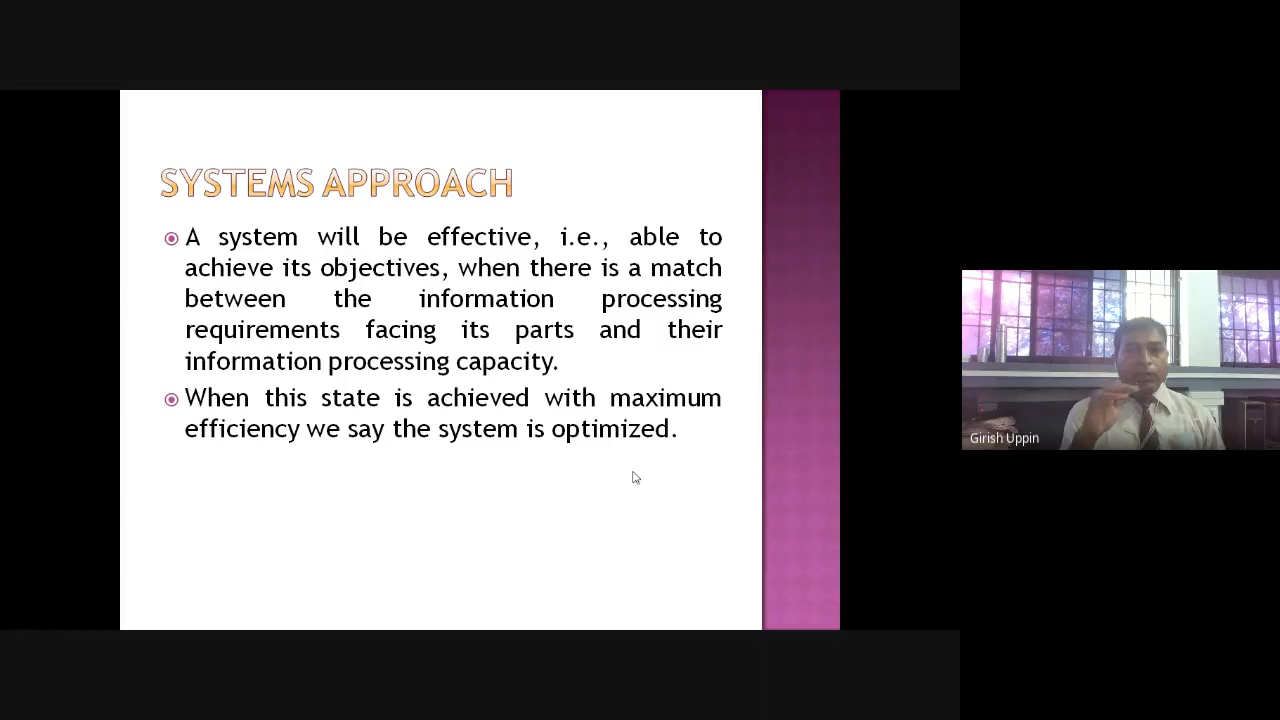 SYSTEMS APPROACH
A system will be effective, i.e., able to
achieve its objectives, when there is a match
between the information processing
requirements facing its parts and their
information processing capacity.
When this state is achieved with maximum
efficiency we say the system is optimized.
Girish Uppin